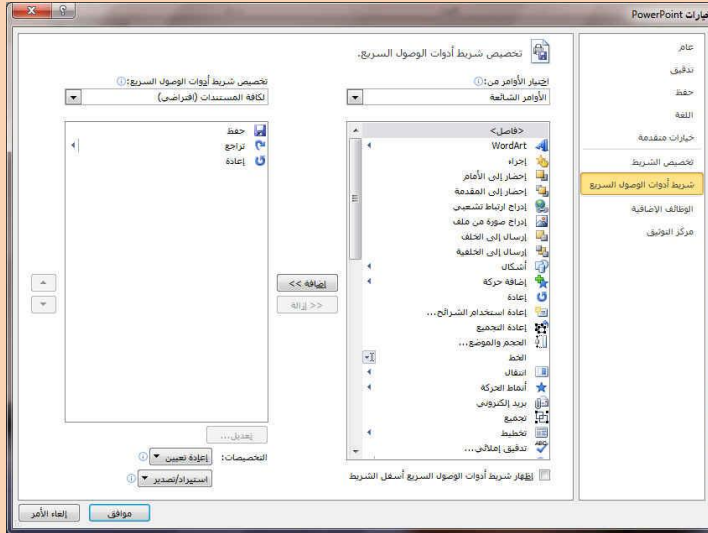 خيارات PowerPoint
عام
تدقيق
حفظ
اللغة
خيارات متقدمة
تخصيص الشريط
شريط أدوات الوصول السريع
الوظائف الإضافية
مركز التوثيق
تخصيص شريط أدوات الوصول السريع.
اختيار الأوامر من:
الأوامر الشائعة
<فاصل>
WordArt
إجراء
إحضار إلى الأمام
إحضار إلى المقدمة
إدراج ارتباط تشعبي
إدراج صورة من ملف
إرسال إلى الخلف
إرسال إلى الخلفية
أشكال
إضافة حركة
إعادة
إعادة استخدام الشرائح...
إعادة التجميع
الحجم والموضع...
الخط
انتقال
أنماط الحركة
بريد إلكتروني
تجميع
تخطيط
تدقيق إملائي...
إظهار شريط أدوات الوصول السريع أسفل الشريط
إضافة >>
<< إزالة
تخصيص شريط أدوات الوصول السريع:
لكافة المستندات (افتراضي)
حفظ
تراجع
إعادة
تعديل...
التخصيصات:
إعادة تعيين
استيراد/تصدير
موافق
إلغاء الأمر